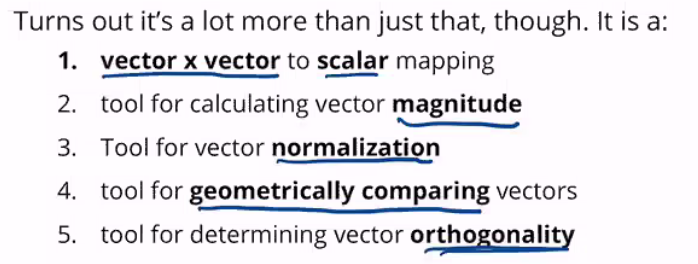 Turns out it's a lot more than just that, though. It is a:
1. vector x vector to scalar mapping
2. tool for calculating vector magnitude
3. Tool for vector normalization
4. tool for geometrically comparing vectors
5. tool for determining vector orthogonality